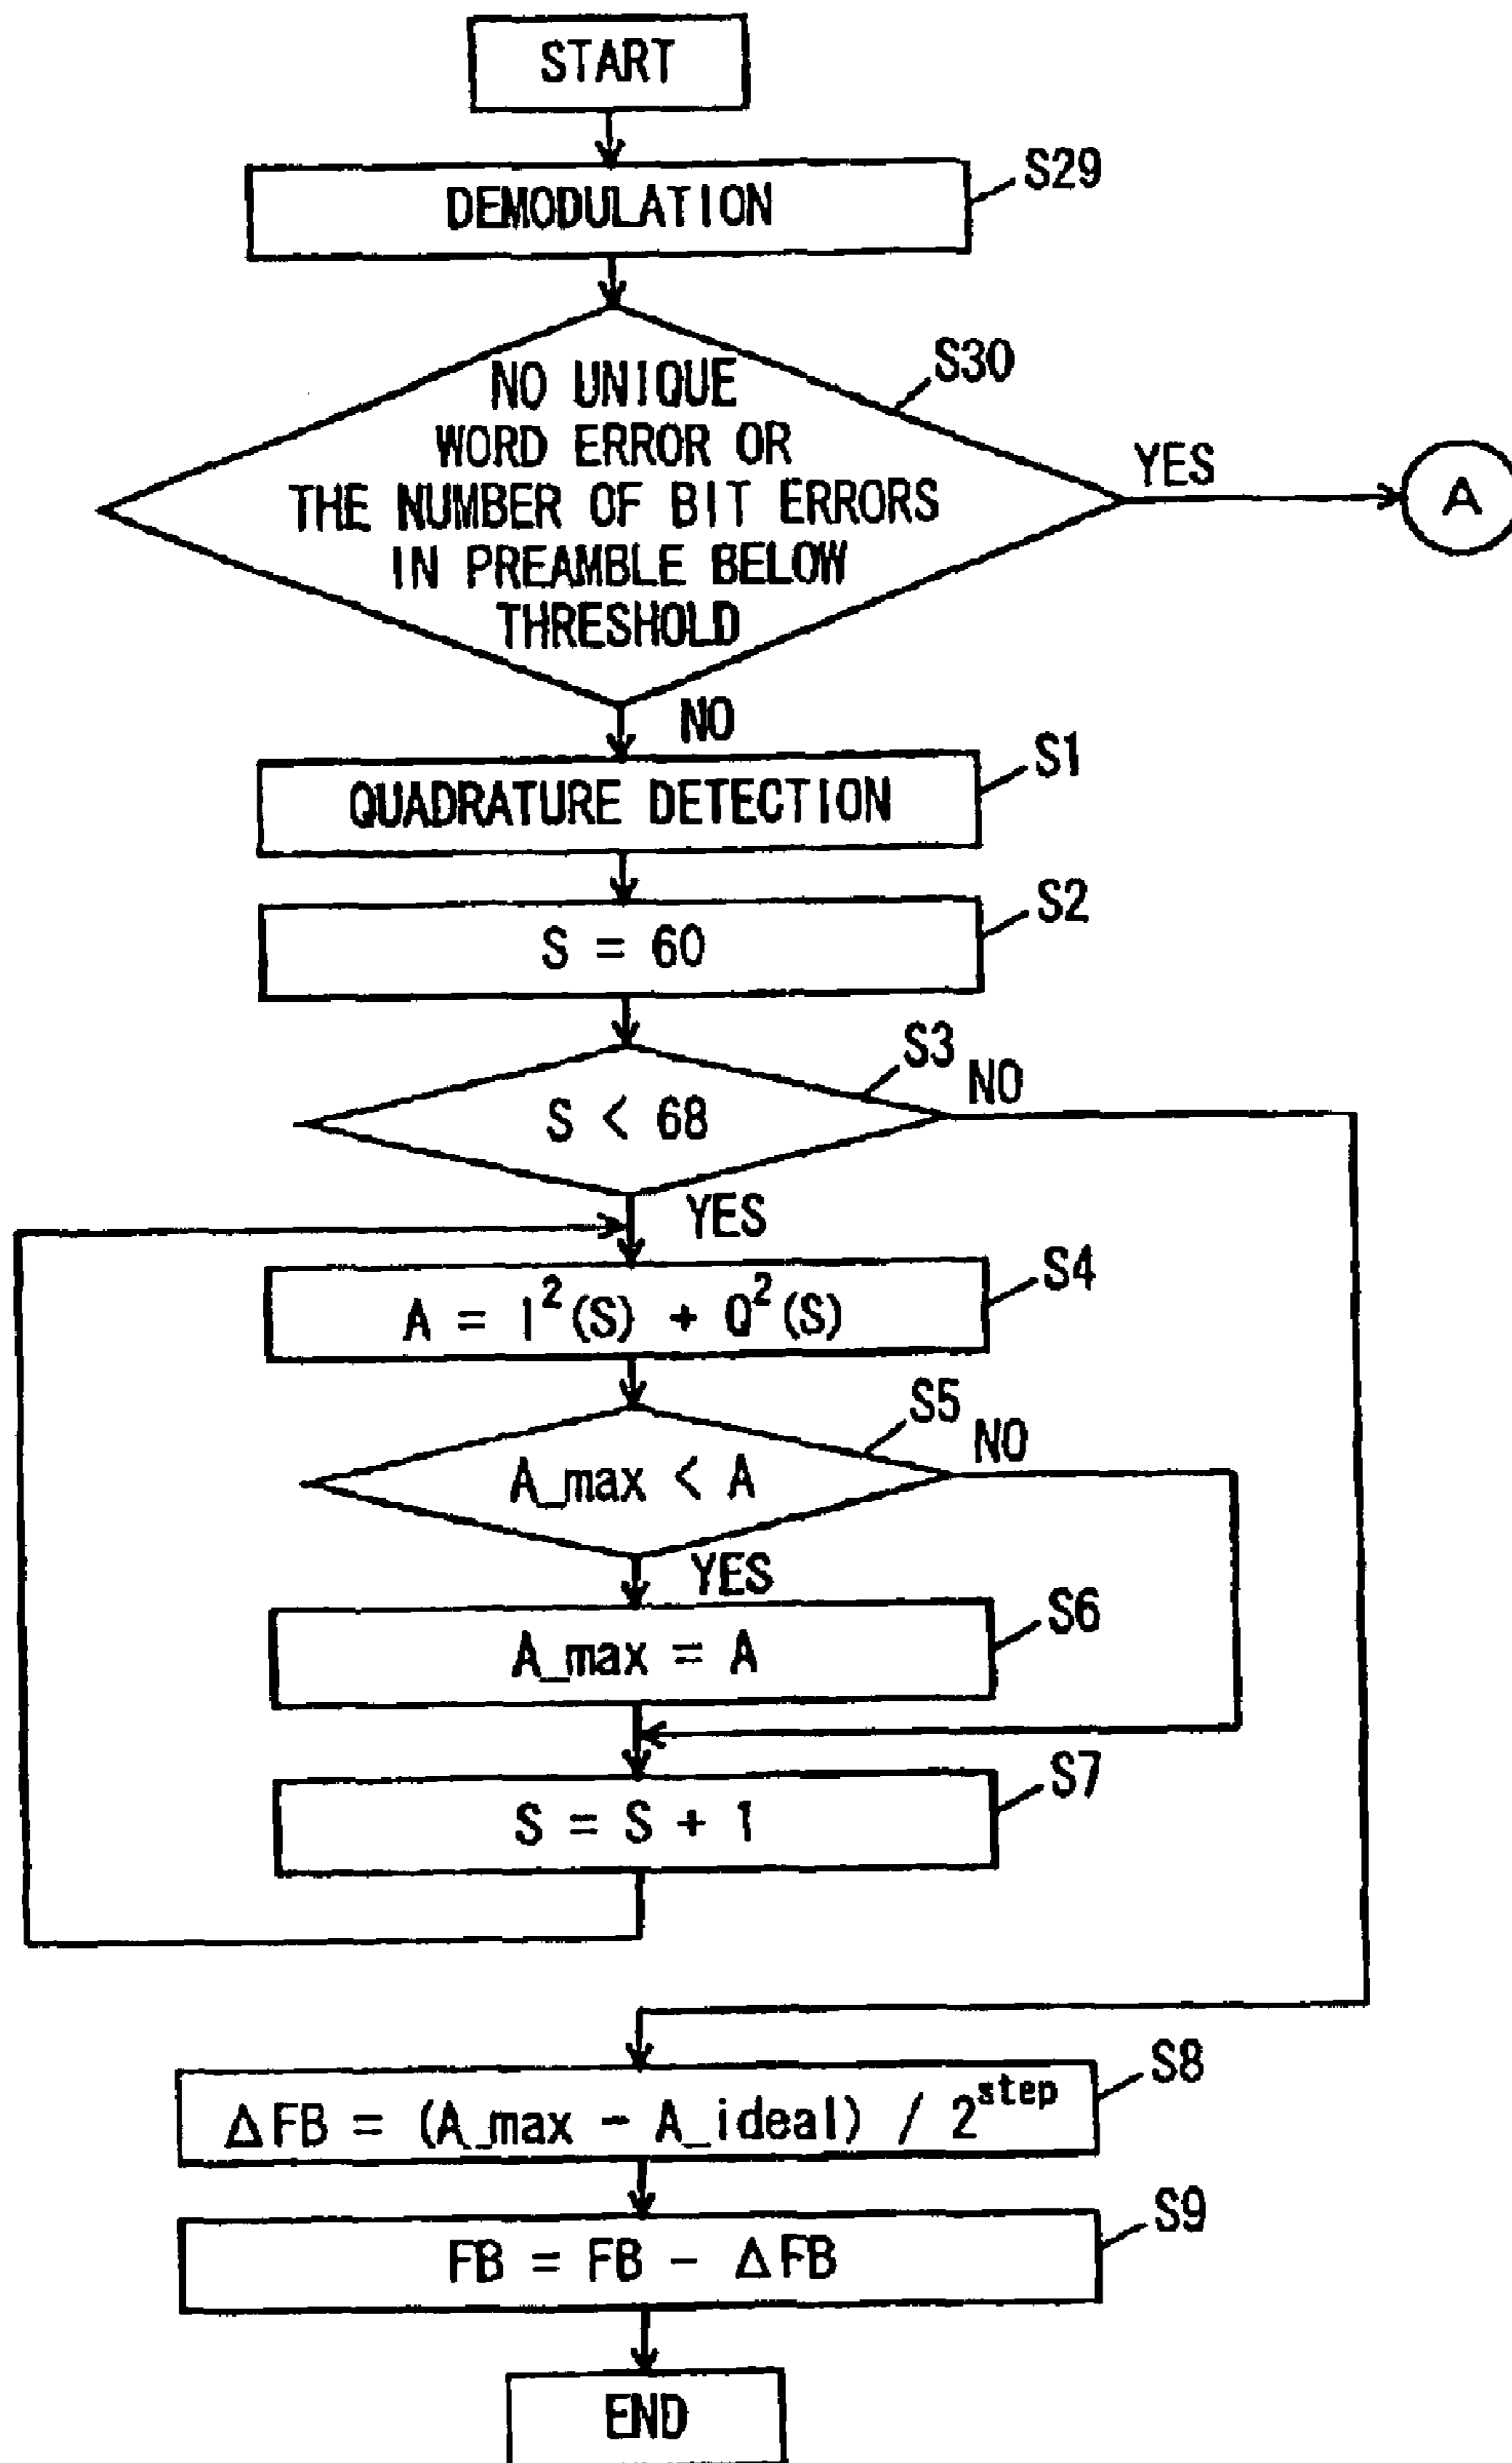 START
DEMODULATION
S29
NO UNIQUE
WORD ERROR OR
THE NUMBER OF BIT ERRORS
IN PREAMBLE BELOW
THRESHOLD
S30
YES
A
NO
QUADRATURE DETECTION
S1
S = 60
S2
S < 68
S3
NO
YES
A = I²(S) + Q²(S)
S4
A_max < A
S5
NO
YES
A_max = A
S6
S = S + 1
S7
ΔFB = (A_max - A_ideal) / 2^step
S8
FB = FB - ΔFB
S9
END